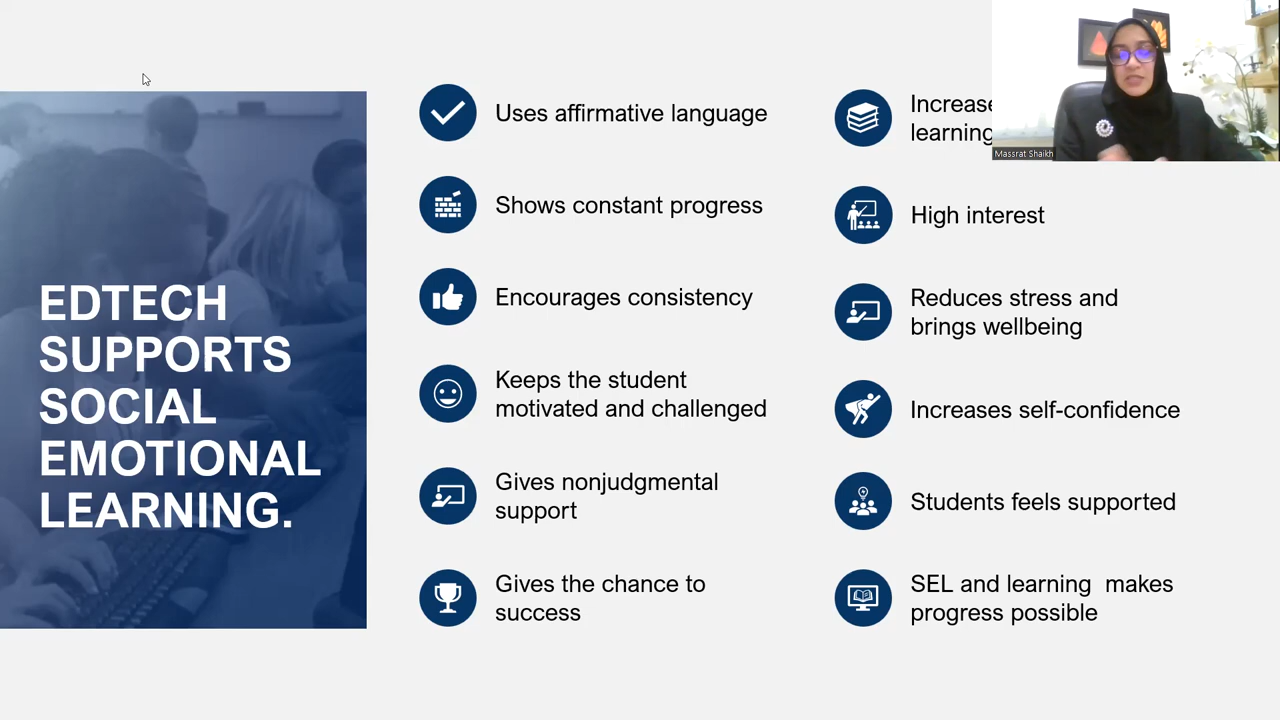 EDTECH
SUPPORTS
SOCIAL
EMOTIONAL
LEARNING.
Uses affirmative language
Shows constant progress
Encourages consistency
Keeps the student
motivated and challenged
Gives nonjudgmental
support
Gives the chance to
success
learning
High interest
Reduces stress and
brings wellbeing
Increases self-confidence
Students feels supported
SEL and learning makes
progress possible
Massrat Shaikh